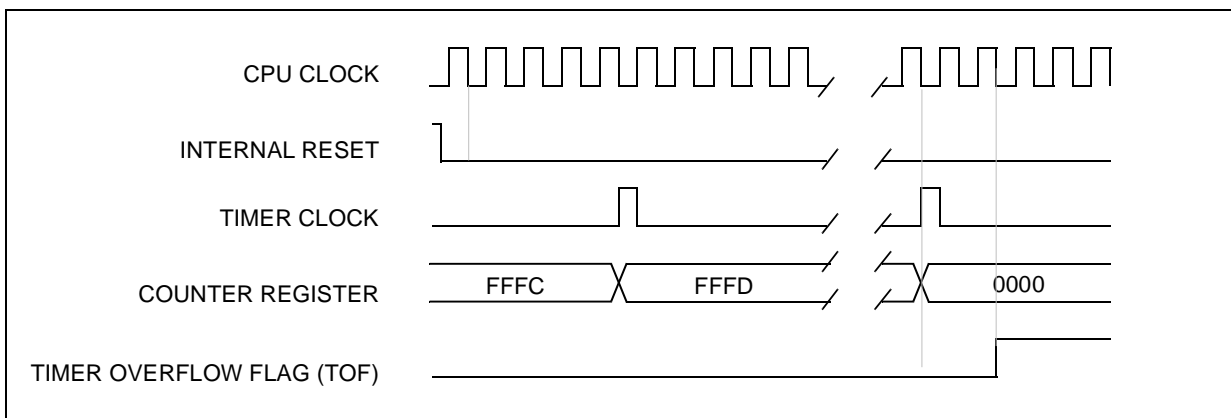 CPU CLOCK
INTERNAL RESET
TIMER CLOCK
COUNTER REGISTER
FFFC
FFFD
0000
TIMER OVERFLOW FLAG (TOF)